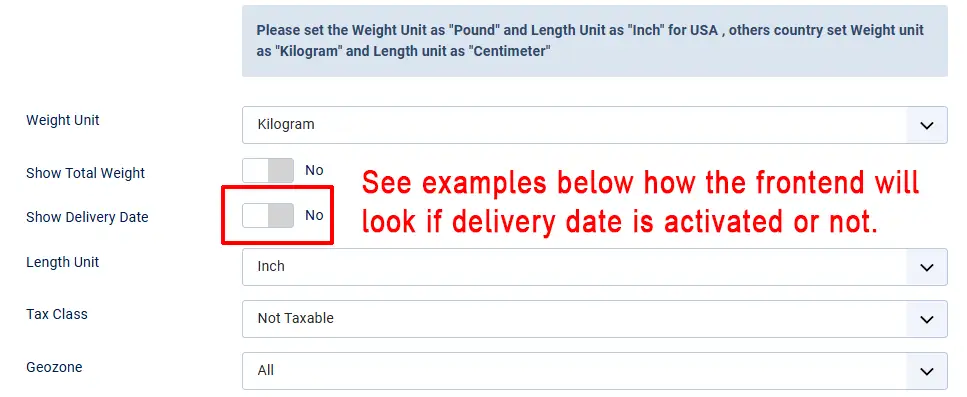 Please set the Weight Unit as "Pound" and Length Unit as "Inch" for USA , others country set Weight unit
as "Kilogram" and Length unit as "Centimeter"
Weight Unit
Kilogram
Show Total Weight
No
Show Delivery Date
No
See examples below how the frontend will
look if delivery date is activated or not.
Length Unit
Inch
Tax Class
Not Taxable
Geozone
All